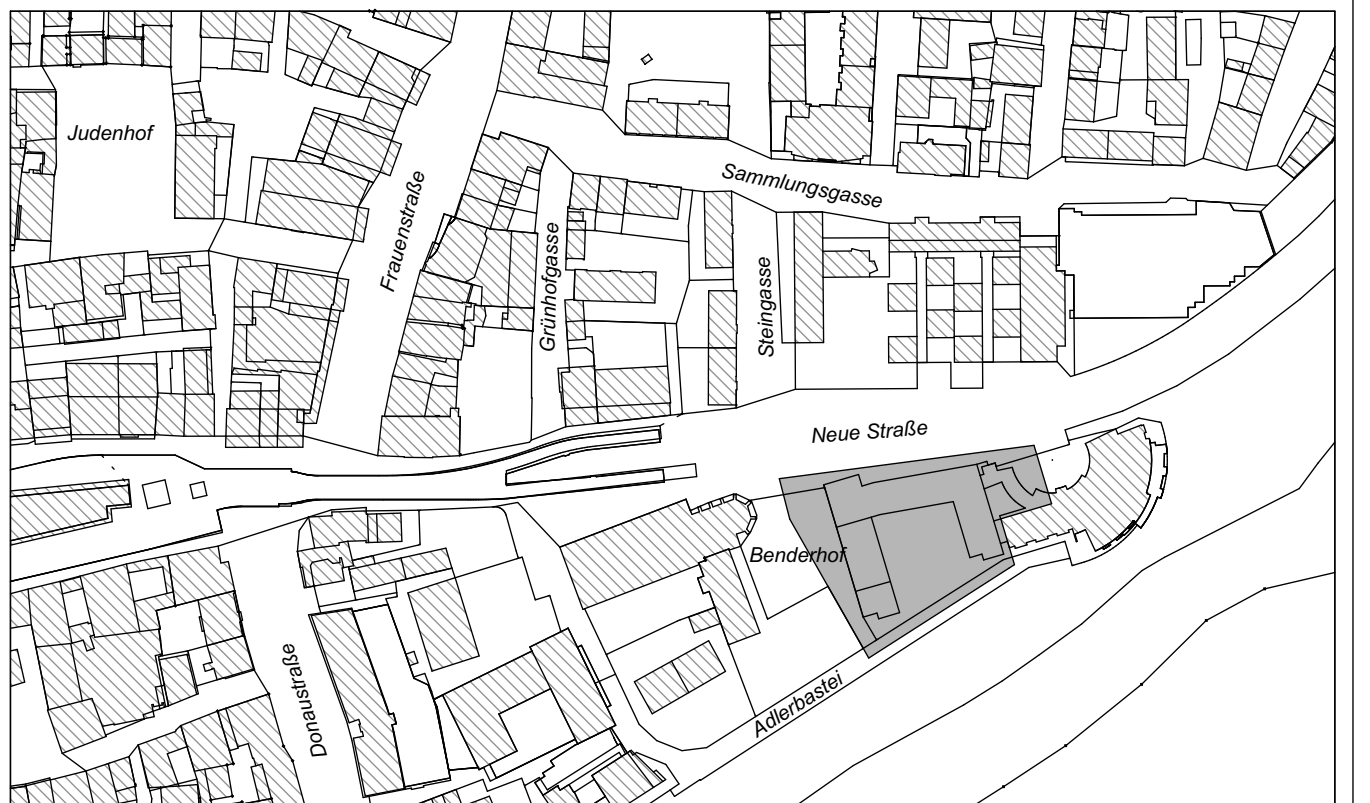 Judenhof
Sammlungsgasse
Frauenstraße
Grünhofgasse
Steingasse
Neue Straße
Benderhof
Donaustraße
Adlerbastei